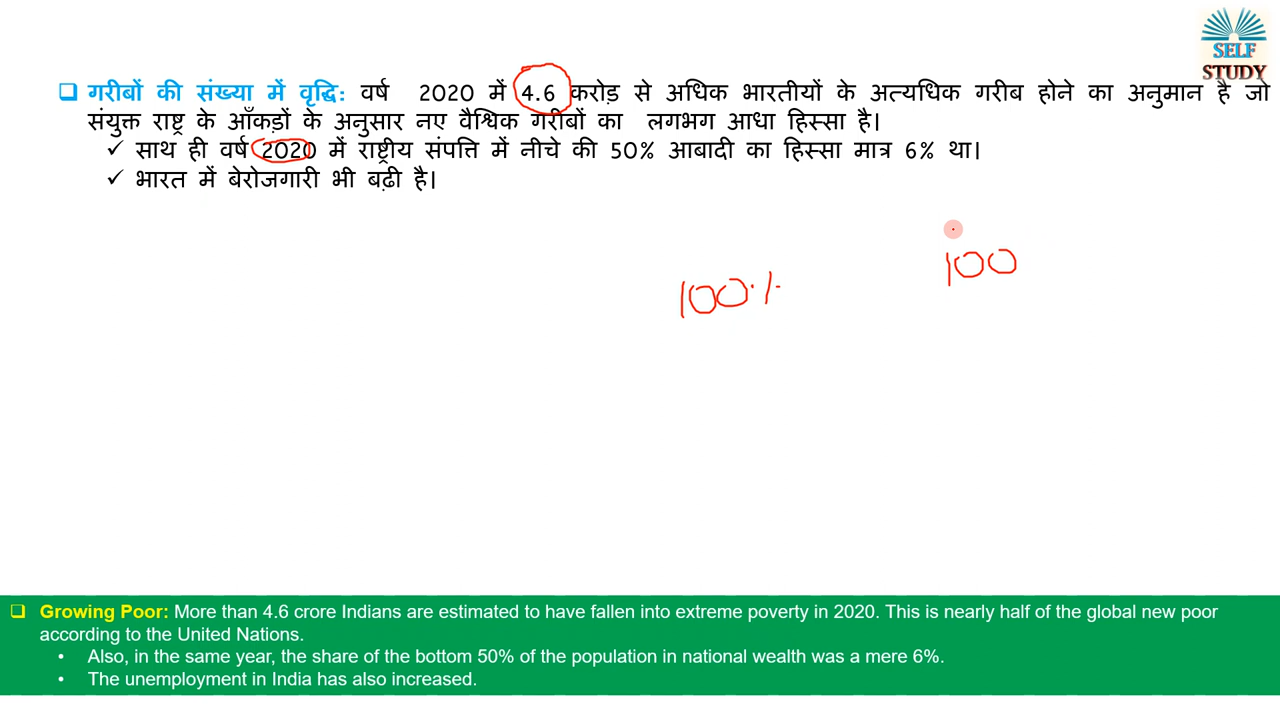 SELF
STUDY
गरीबों की संख्या में वृद्धि: वर्ष 2020 में 4.6 करोड़ से अधिक भारतीयों के अत्यधिक गरीब होने का अनुमान है जो
संयुक्त राष्ट्र के आँकड़ों के अनुसार नए वैश्विक गरीबों का लगभग आधा हिस्सा है।
✓ साथ ही वर्ष 2020 में राष्ट्रीय संपत्ति में नीचे की 50% आबादी का हिस्सा मात्र 6% था।
✓ भारत में बेरोजगारी भी बढ़ी है।
100
100%
Growing Poor: More than 4.6 crore Indians are estimated to have fallen into extreme poverty in 2020. This is nearly half of the global new poor
according to the United Nations.
• Also, in the same year, the share of the bottom 50% of the population in national wealth was a mere 6%.
• The unemployment in India has also increased.